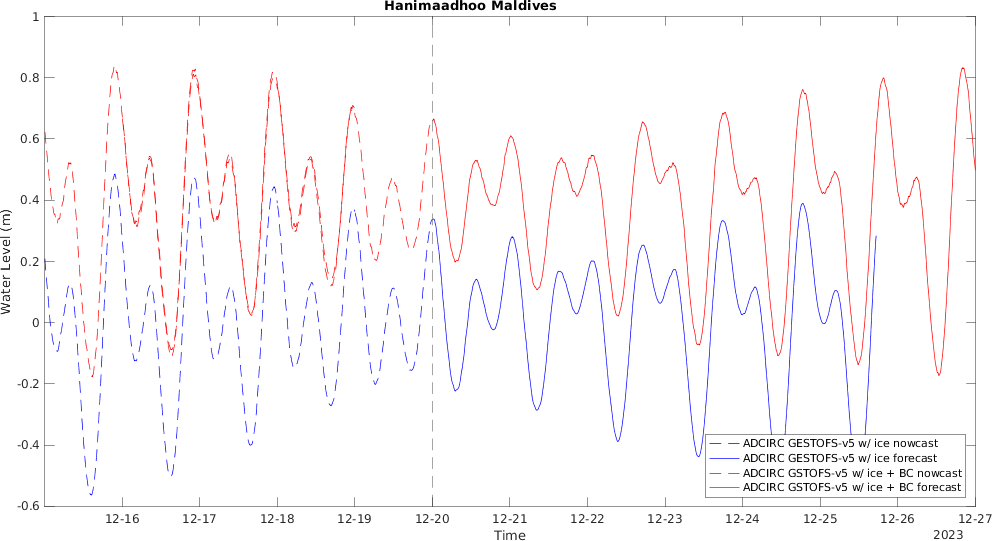 Hanimaadhoo Maldives
1
0.8
0.6
0.4
0.2
0
-0.2
-0.4
-0.6
Water Level (m)
12-16 12-17 12-18 12-19 12-20 12-21 12-22 12-23 12-24 12-25 12-26 12-27
Time
2023
ADCIRC GESTOFS-v5 w/ ice nowcast
ADCIRC GESTOFS-v5 w/ ice forecast
ADCIRC GSTOFS-v5 w/ ice + BC nowcast
ADCIRC GSTOFS-v5 w/ ice + BC forecast